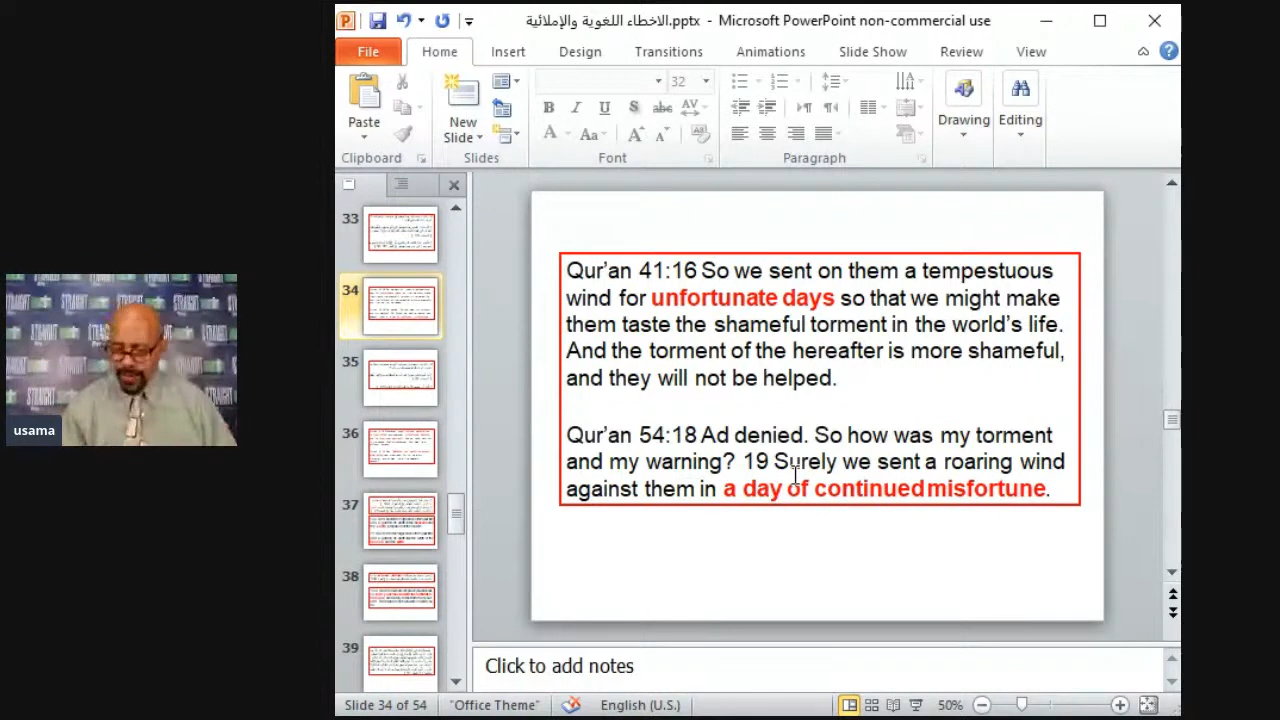 الاخطاء اللغوية والإملائية.pptx - Microsoft PowerPoint non-commercial use
File Home Insert Design Transitions Animations Slide Show Review View
32
Paste New Slide Drawing Editing
Clipboard Slides Font Paragraph
33
34
35
36
37
38
39
Qur’an 41:16 So we sent on them a tempestuous
wind for unfortunate days so that we might make
them taste the shameful torment in the world’s life.
And the torment of the hereafter is more shameful,
and they will not be helped.
Qur’an 54:18 Ad denied. So how was my torment
and my warning? 19 Surely we sent a roaring wind
against them in a day of continued misfortune.
STRAIGHT
usama
Click to add notes
Slide 34 of 54 "Office Theme" English (U.S.) 50%